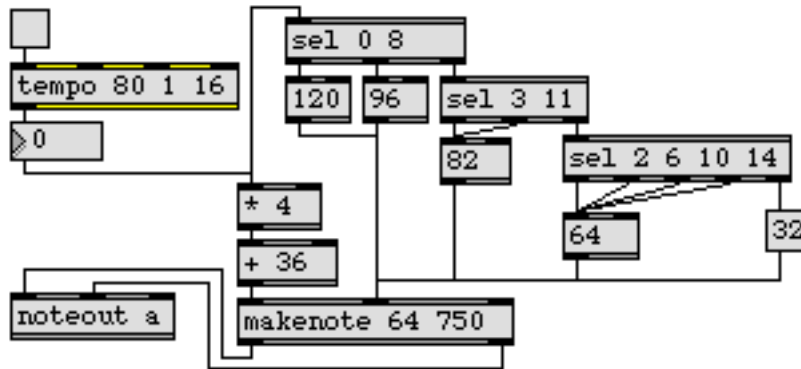 sel 0 8
tempo 80 1 16
120
96
sel 3 11
0
82
sel 2 6 10 14
* 4
64
32
+ 36
noteout a
makenote 64 750